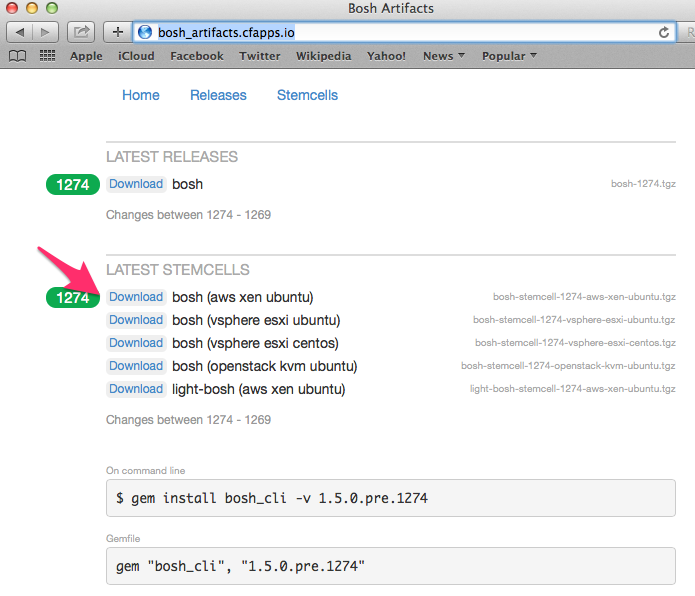 Bosh Artifacts
bosh_artifacts.cfapps.io
R
Apple iCloud Facebook Twitter Wikipedia Yahoo! News Popular
Home Releases Stemcells
LATEST RELEASES
1274 Download bosh bosh-1274.tgz
Changes between 1274 - 1269
LATEST STEMCELLS
1274 Download bosh (aws xen ubuntu) bosh-stemcell-1274-aws-xen-ubuntu.tgz
Download bosh (vsphere esxi ubuntu) bosh-stemcell-1274-vsphere-esxi-ubuntu.tgz
Download bosh (vsphere esxi centos) bosh-stemcell-1274-vsphere-esxi-centos.tgz
Download bosh (openstack kvm ubuntu) bosh-stemcell-1274-openstack-kvm-ubuntu.tgz
Download light-bosh (aws xen ubuntu) light-bosh-stemcell-1274-aws-xen-ubuntu.tgz
Changes between 1274 - 1269
On command line
$ gem install bosh_cli -v 1.5.0.pre.1274
Gemfile
gem "bosh_cli", "1.5.0.pre.1274"